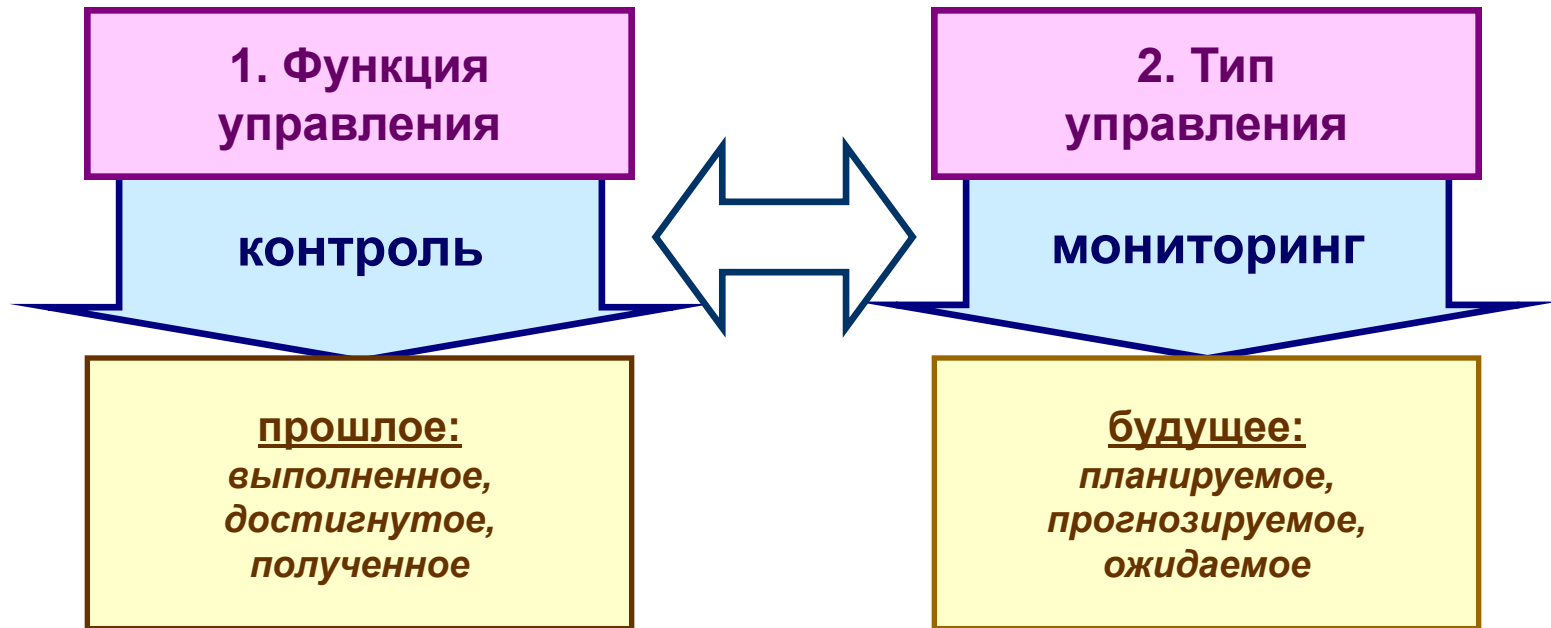 1. Функция
управления
контроль
прошлое:
выполненное,
достигнутое,
полученное
2. Тип
управления
мониторинг
будущее:
планируемое,
прогнозируемое,
ожидаемое